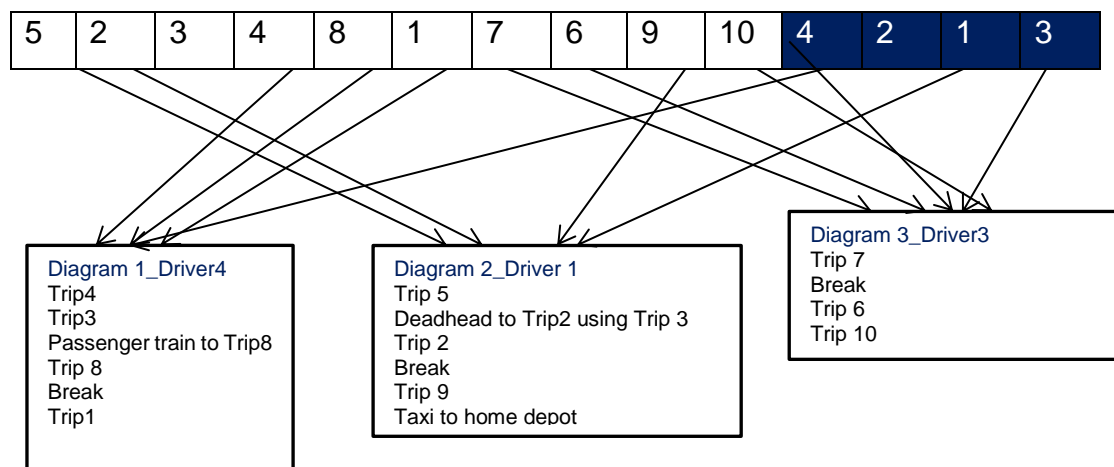 5 2 3 4 8 1 7 6 9 10 4 2 1 3
Diagram 1_Driver4
Trip4
Trip3
Passenger train to Trip8
Trip 8
Break
Trip1
Diagram 2_Driver 1
Trip 5
Deadhead to Trip2 using Trip 3
Trip 2
Break
Trip 9
Taxi to home depot
Diagram 3_Driver3
Trip 7
Break
Trip 6
Trip 10